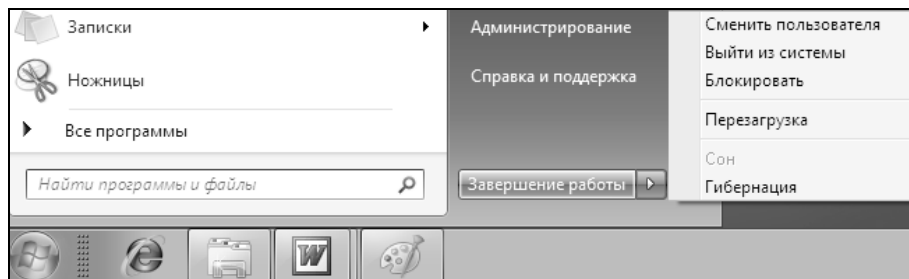 Записки
Ножницы
Все программы
Найти программы и файлы
Администрирование
Справка и поддержка
Завершение работы
Сменить пользователя
Выйти из системы
Блокировать
Перезагрузка
Сон
Гибернация
W